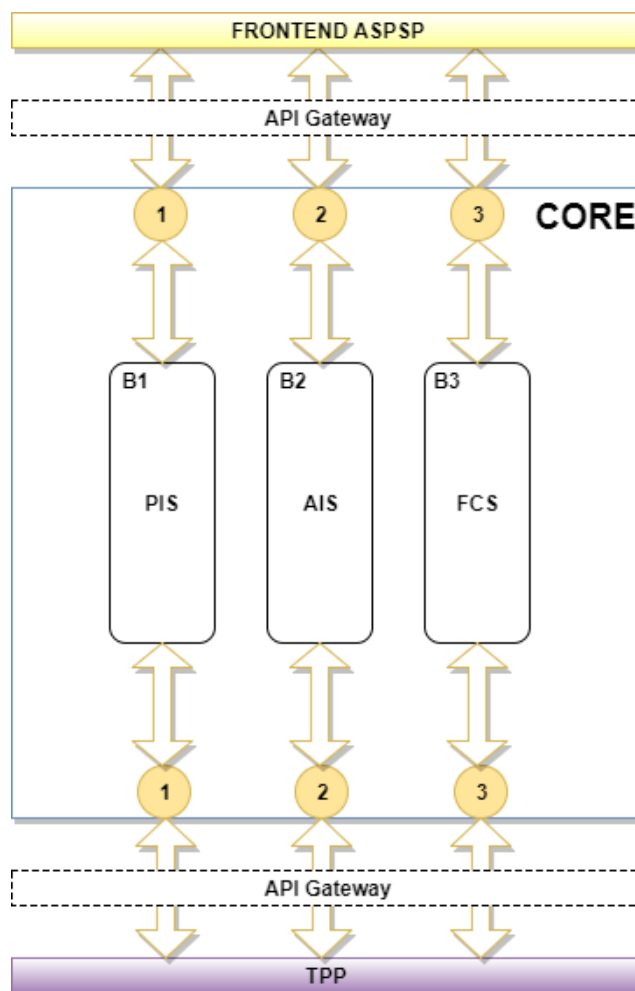 FRONTEND ASPSP
API Gateway
1
2
3
CORE
B1
B2
B3
PIS
AIS
FCS
1
2
3
API Gateway
TPP